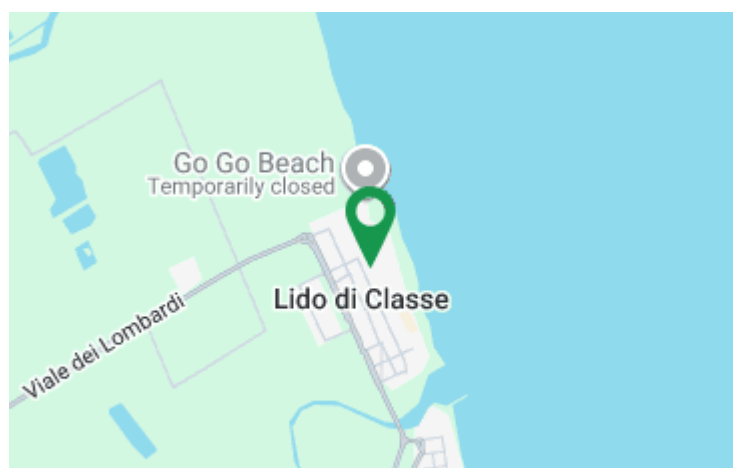 Go Go Beach
Temporarily closed
Lido di Classe
Viale dei Lombardi